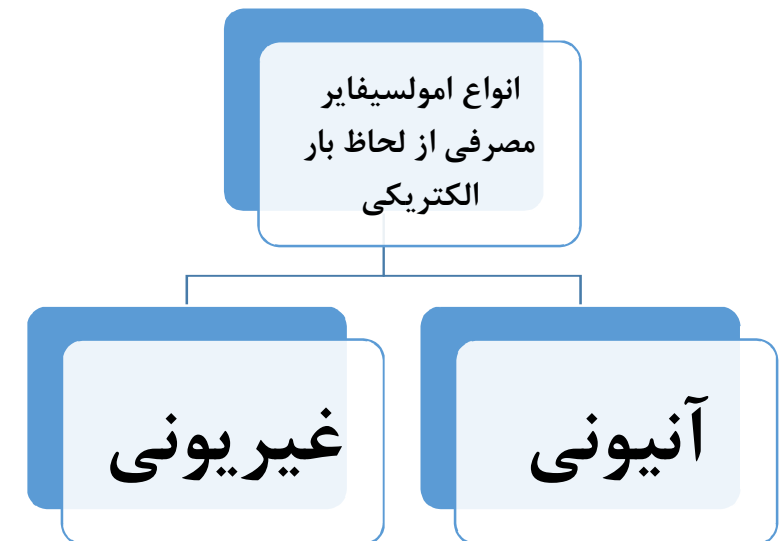 انواع امولسیفایر
مصرفی از لحاظ بار
الکتریکی
آنیونی
غیریونی